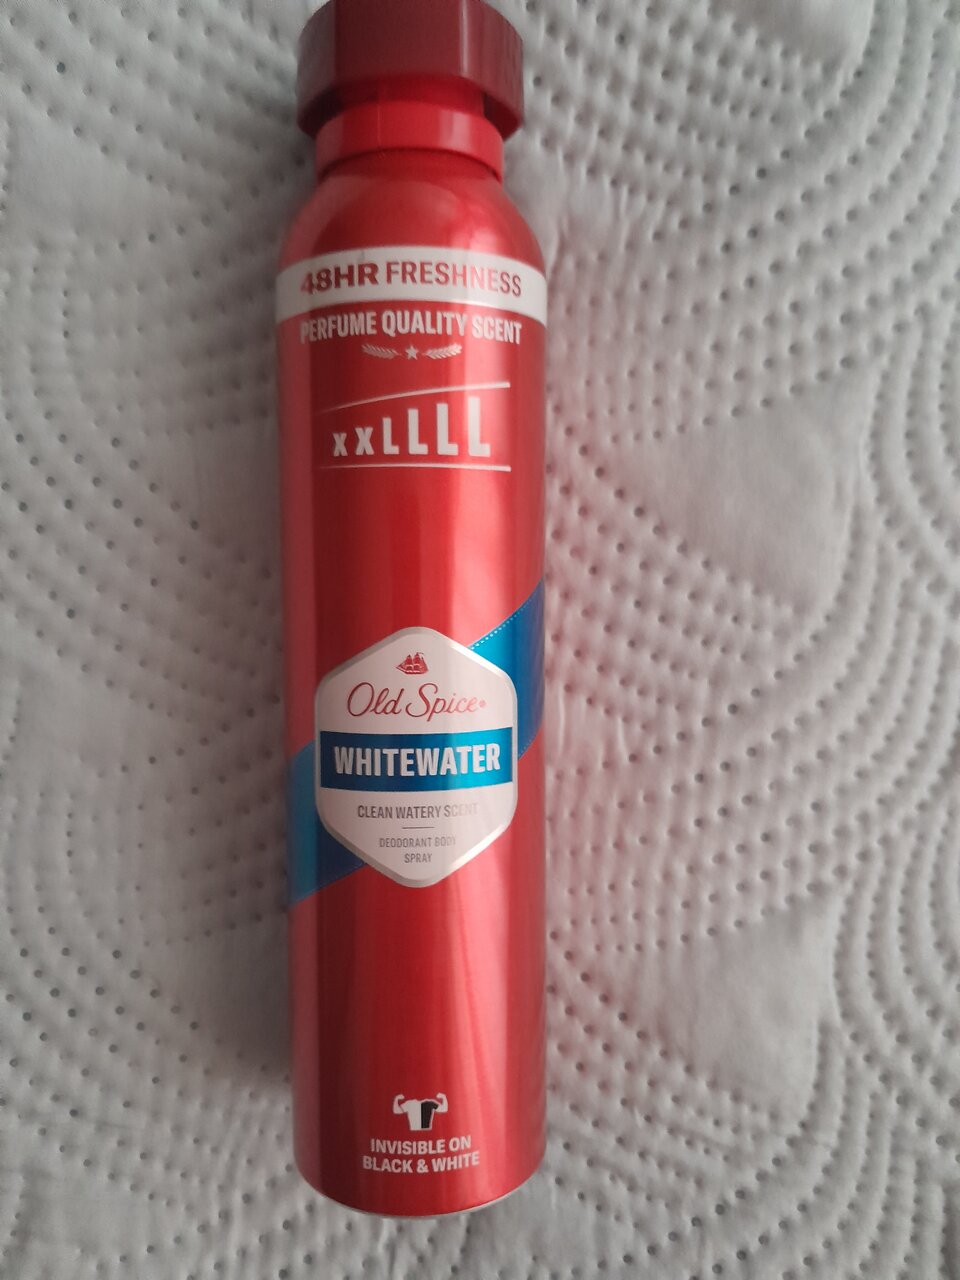 48HR FRESHNESS
PERFUME QUALITY SCENT
xxLLLL
Old Spice
WHITEWATER
CLEAN WATERY SCENT
DEODORANT BODY
SPRAY
INVISIBLE ON
BLACK & WHITE